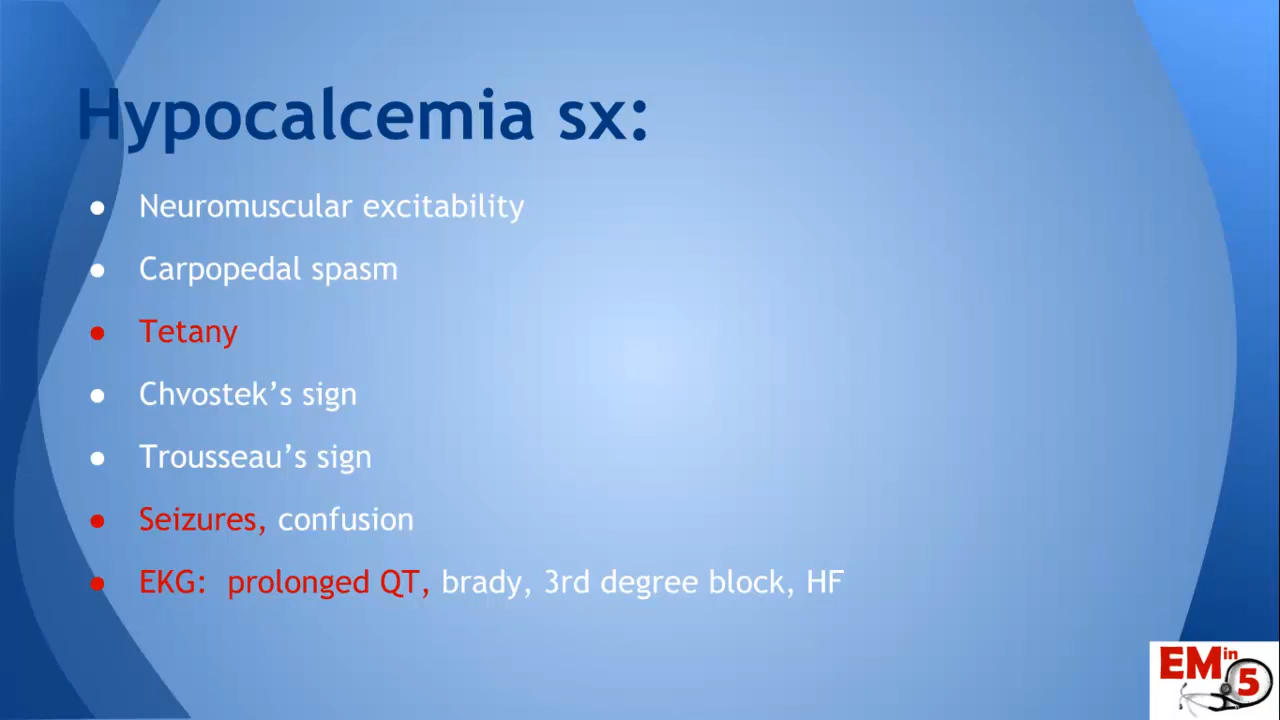 Hypocalcemia sx:
● Neuromuscular excitability
● Carpopedal spasm
● Tetany
● Chvostek’s sign
● Trousseau’s sign
● Seizures, confusion
● EKG:  prolonged QT, brady, 3rd degree block, HF
EM in 5